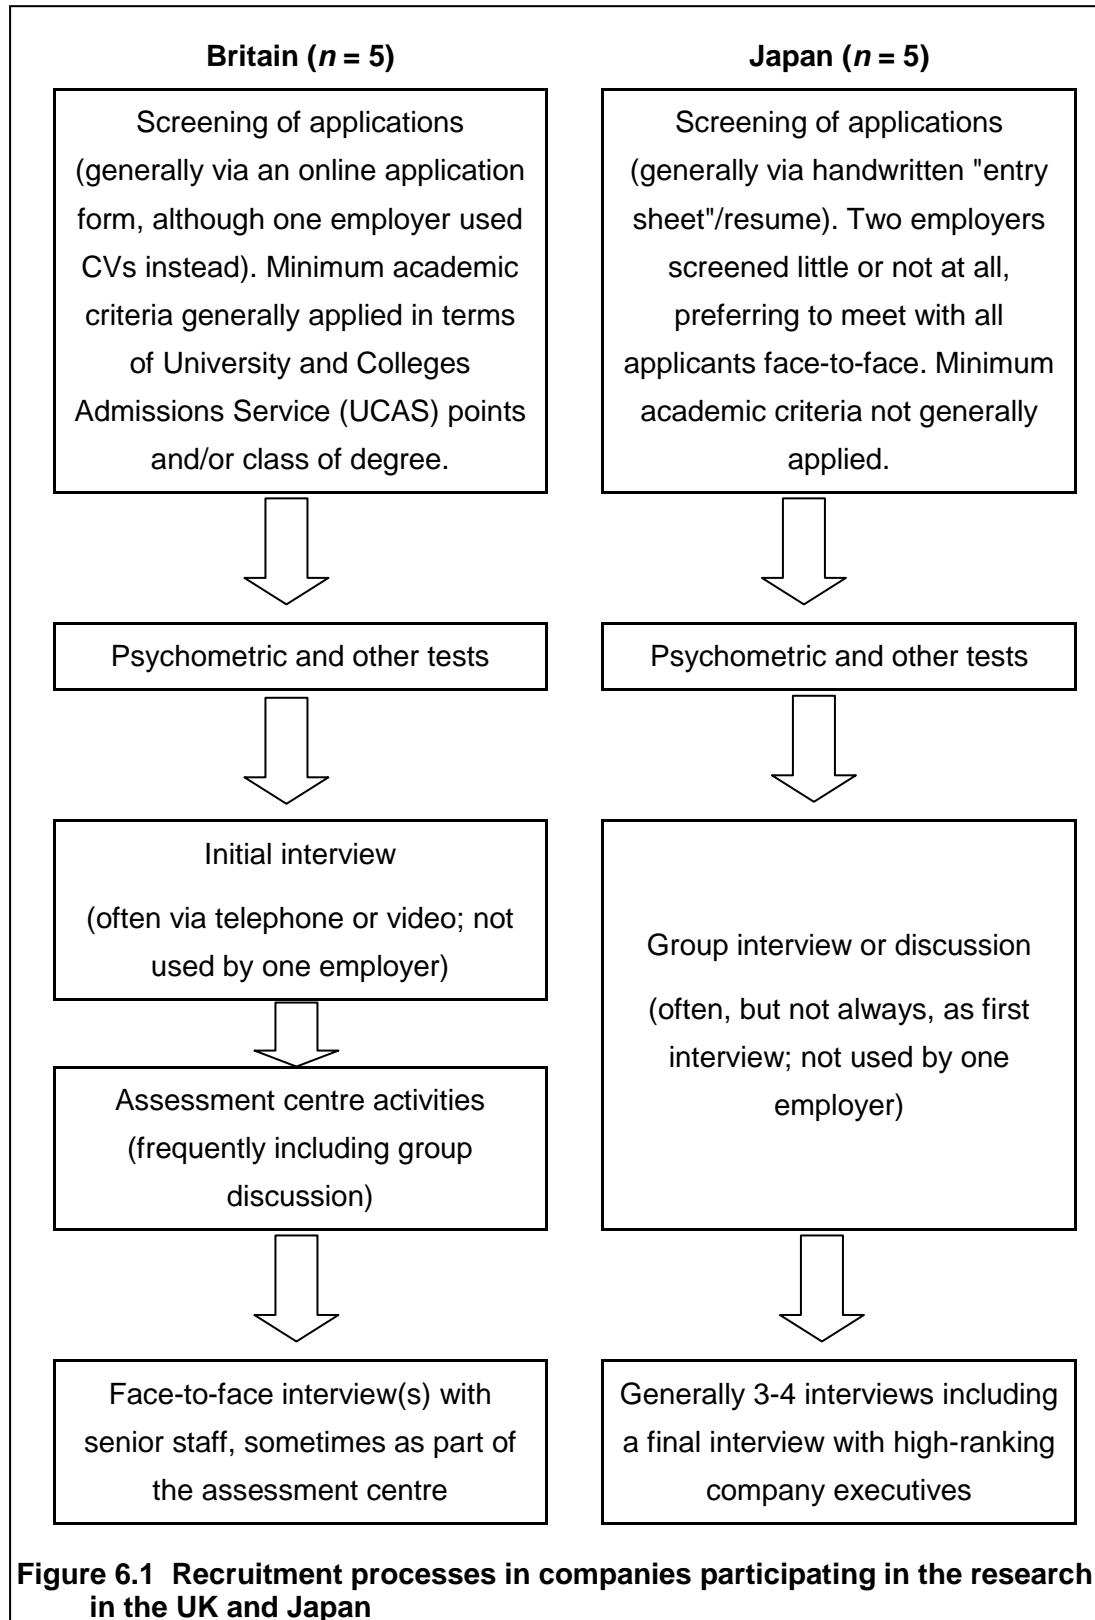 Britain (n = 5)
Screening of applications
(generally via an online application
form, although one employer used
CVs instead). Minimum academic
criteria generally applied in terms
of University and Colleges
Admissions Service (UCAS) points
and/or class of degree.
Psychometric and other tests
Initial interview
(often via telephone or video; not
used by one employer)
Assessment centre activities
(frequently including group
discussion)
Face-to-face interview(s) with
senior staff, sometimes as part of
the assessment centre
Japan (n = 5)
Screening of applications
(generally via handwritten "entry
sheet"/resume). Two employers
screened little or not at all,
preferring to meet with all
applicants face-to-face. Minimum
academic criteria not generally
applied.
Psychometric and other tests
Group interview or discussion
(often, but not always, as first
interview; not used by one
employer)
Generally 3-4 interviews including
a final interview with high-ranking
company executives
Figure 6.1 Recruitment processes in companies participating in the research
in the UK and Japan